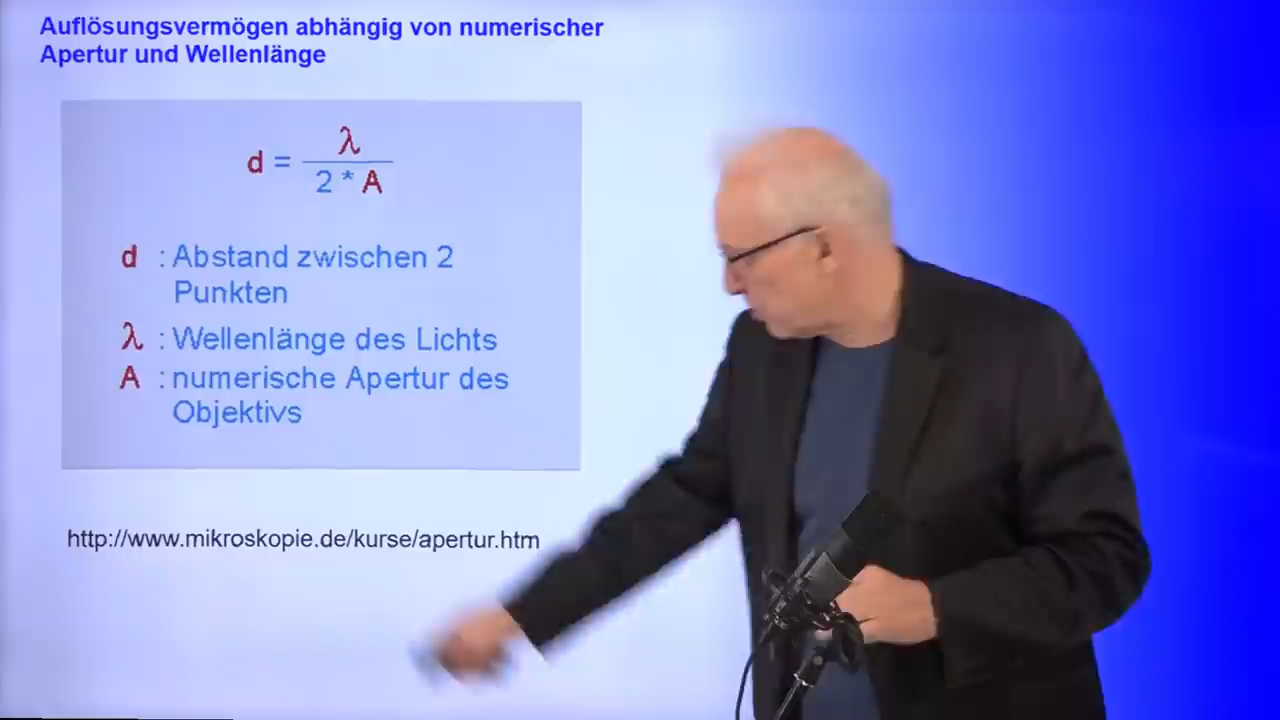 Auflösungsvermögen abhängig von numerischer
Apertur und Wellenlänge
d = λ
2 * A
d : Abstand zwischen 2
Punkten
λ : Wellenlänge des Lichts
A : numerische Apertur des
Objektivs
http://www.mikroskopie.de/kurse/apertur.htm